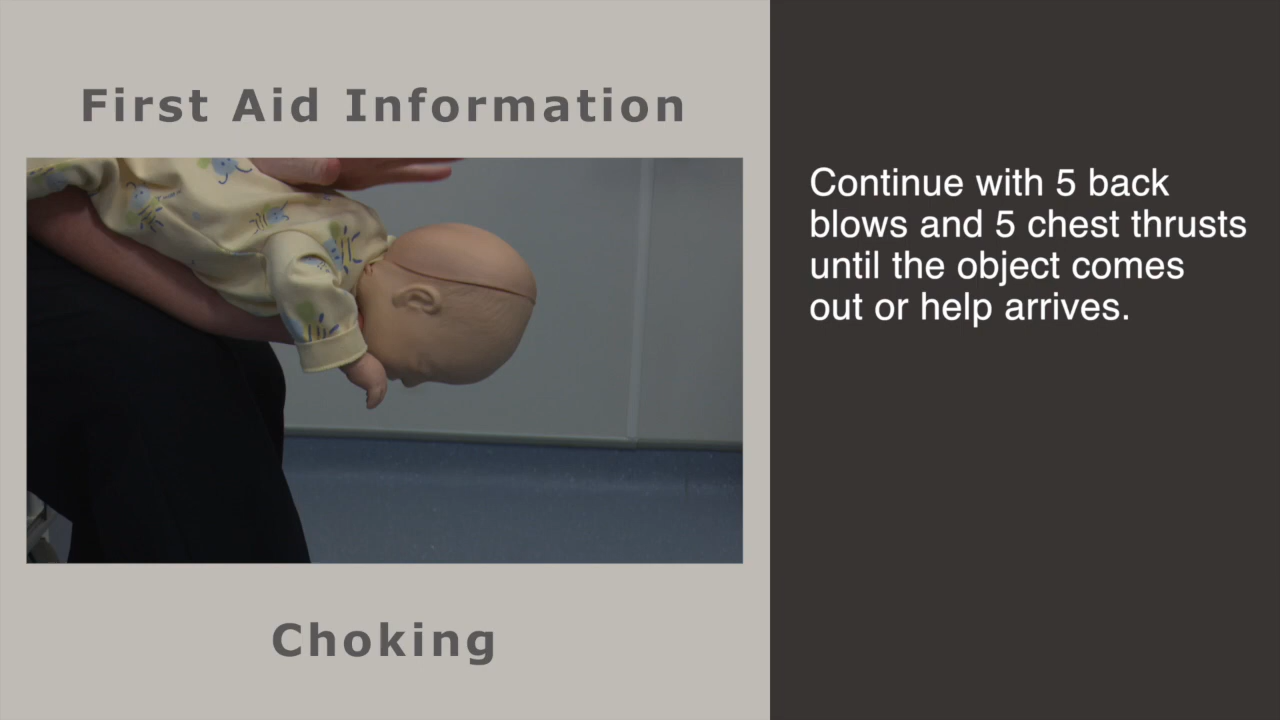 First Aid Information
Continue with 5 back
blows and 5 chest thrusts
until the object comes
out or help arrives.
Choking